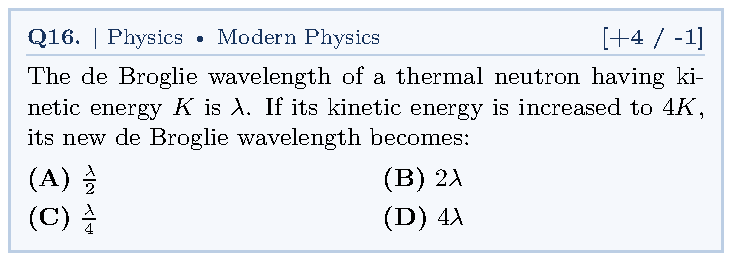 Q16. | Physics • Modern Physics [+4 / -1]
The de Broglie wavelength of a thermal neutron having ki-
netic energy K is λ. If its kinetic energy is increased to 4K,
its new de Broglie wavelength becomes:
(A) λ/2 (B) 2λ
(C) λ/4 (D) 4λ